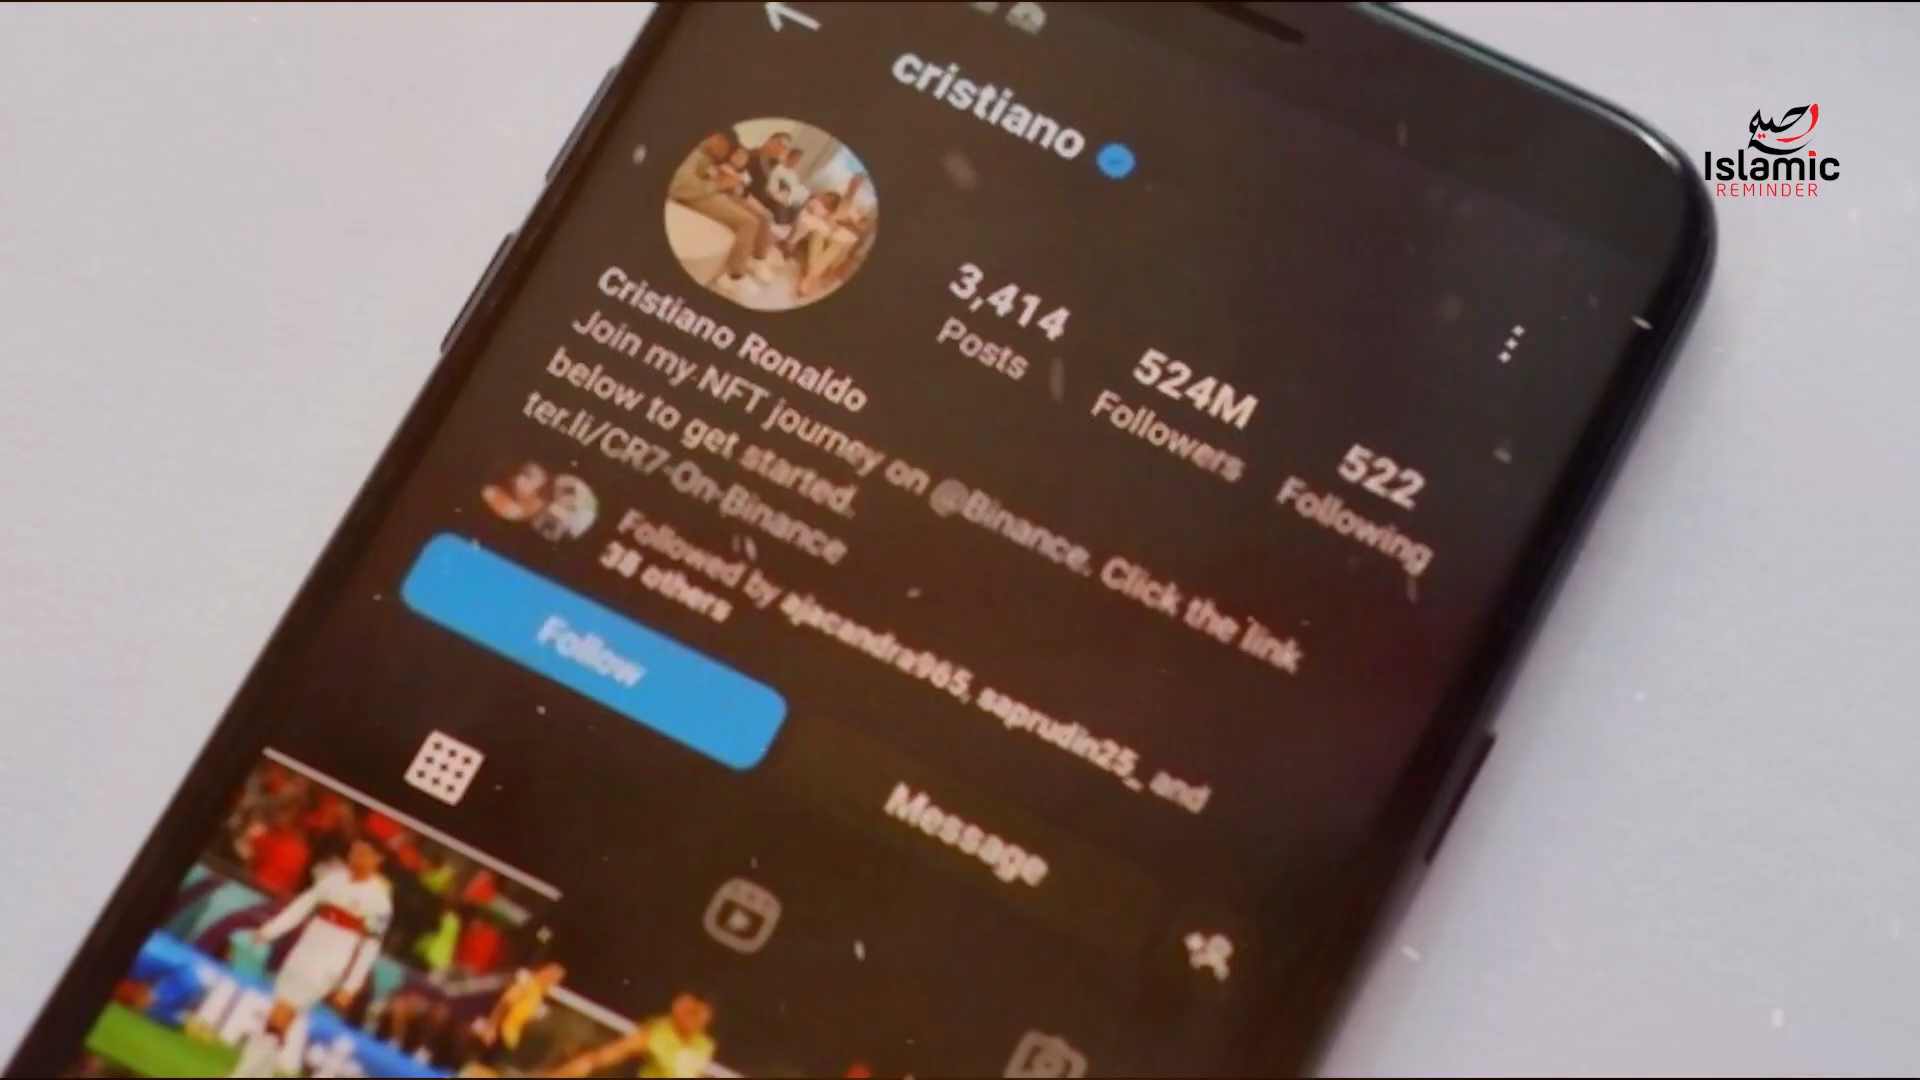 cristiano
3,414
Posts
524M
Followers
522
Following
Cristiano Ronaldo
Join my NFT journey on @Binance. Click the link
below to get started.
ter.li/CR7-On-Binance
Followed by ajacandra965, saprudin25_ and
38 others
Follow
Message
Islamic
REMINDER